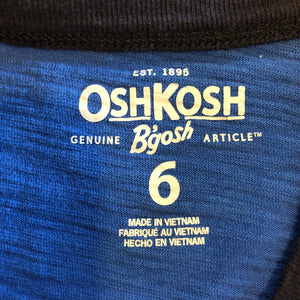 EST. 1895
OSHKOSH
GENUINE B'gosh ARTICLE™
6
MADE IN VIETNAM
FABRIQUÉ AU VIETNAM
HECHO EN VIETNAM